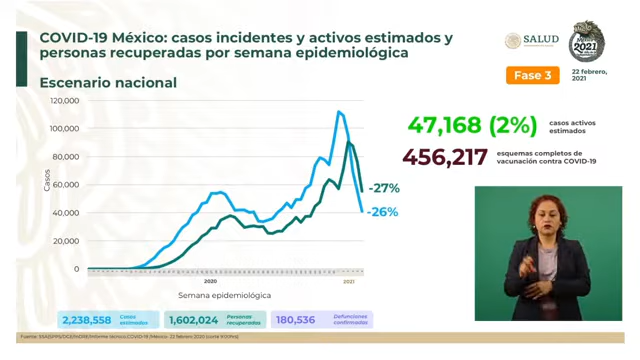 COVID-19 México: casos incidentes y activos estimados y
personas recuperadas por semana epidemiológica
SALUD
2021
Fase 3
22 febrero,
2021
Escenario nacional
120,000
100,000
80,000
60,000
40,000
20,000
0
Casos
-27%
-26%
2020
2021
Semana epidemiológica
47,168 (2%)
casos activos
estimados
456,217
esquemas completos de
vacunación contra COVID-19
2,238,558
Casos
estimados
1,602,024
Personas
recuperadas
180,536
Defunciones
confirmadas